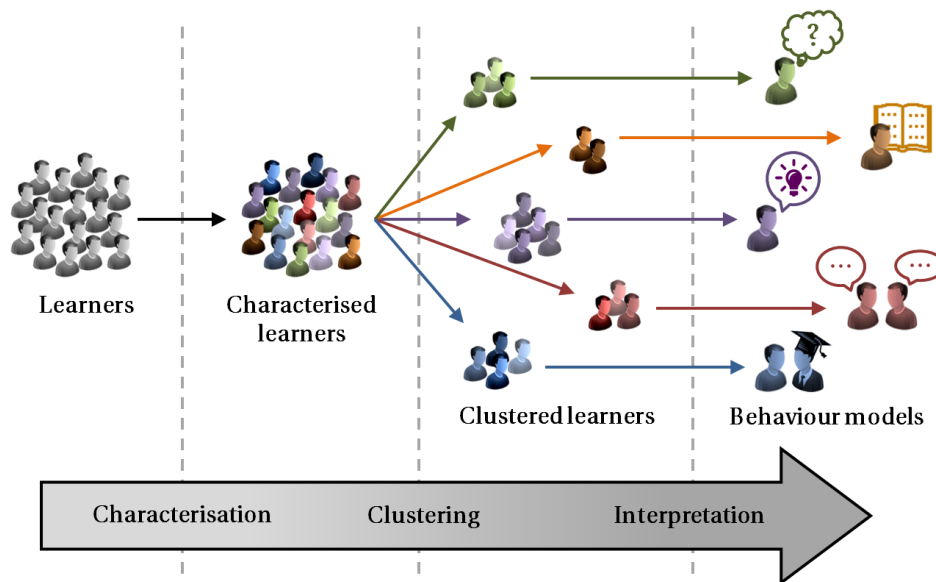 ?
...
...
Learners
Characterised
learners
Clustered learners
Behaviour models
Characterisation
Clustering
Interpretation